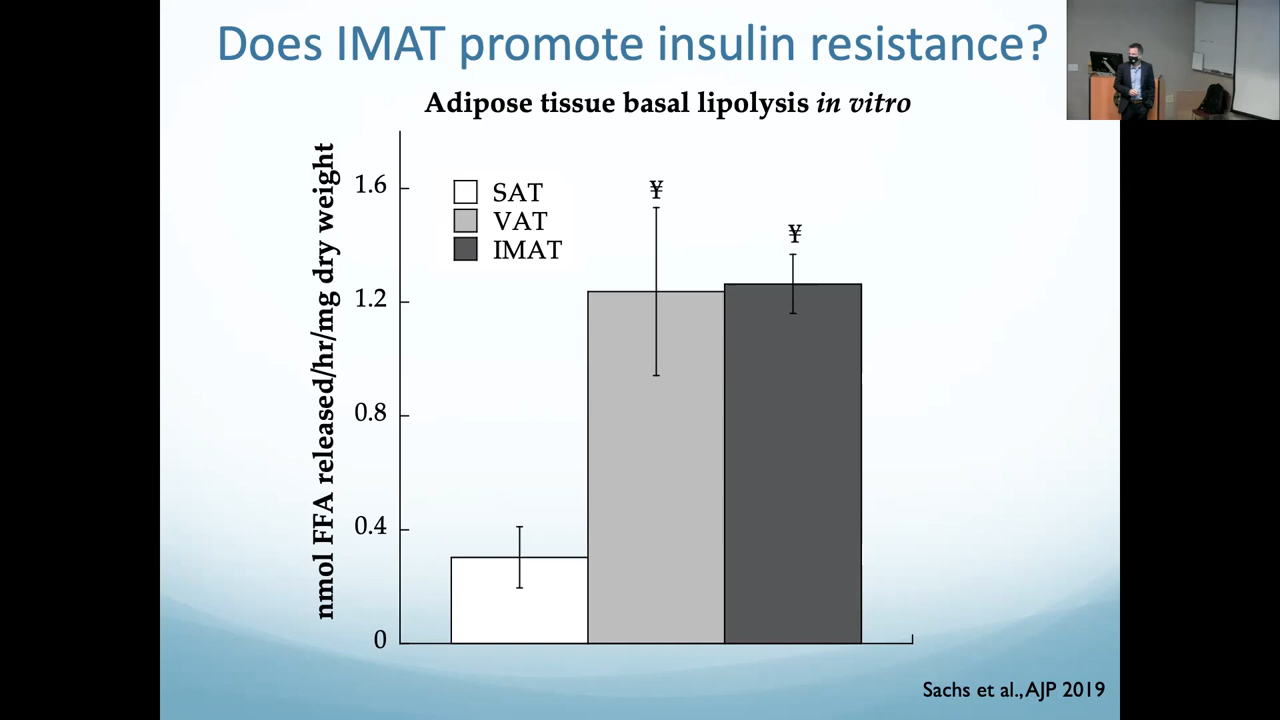 Does IMAT promote insulin resistance?
Adipose tissue basal lipolysis in vitro
nmol FFA released/hr/mg dry weight
1.6
1.2
0.8
0.4
0
SAT
VAT
IMAT
¥
¥
Sachs et al., AJP 2019